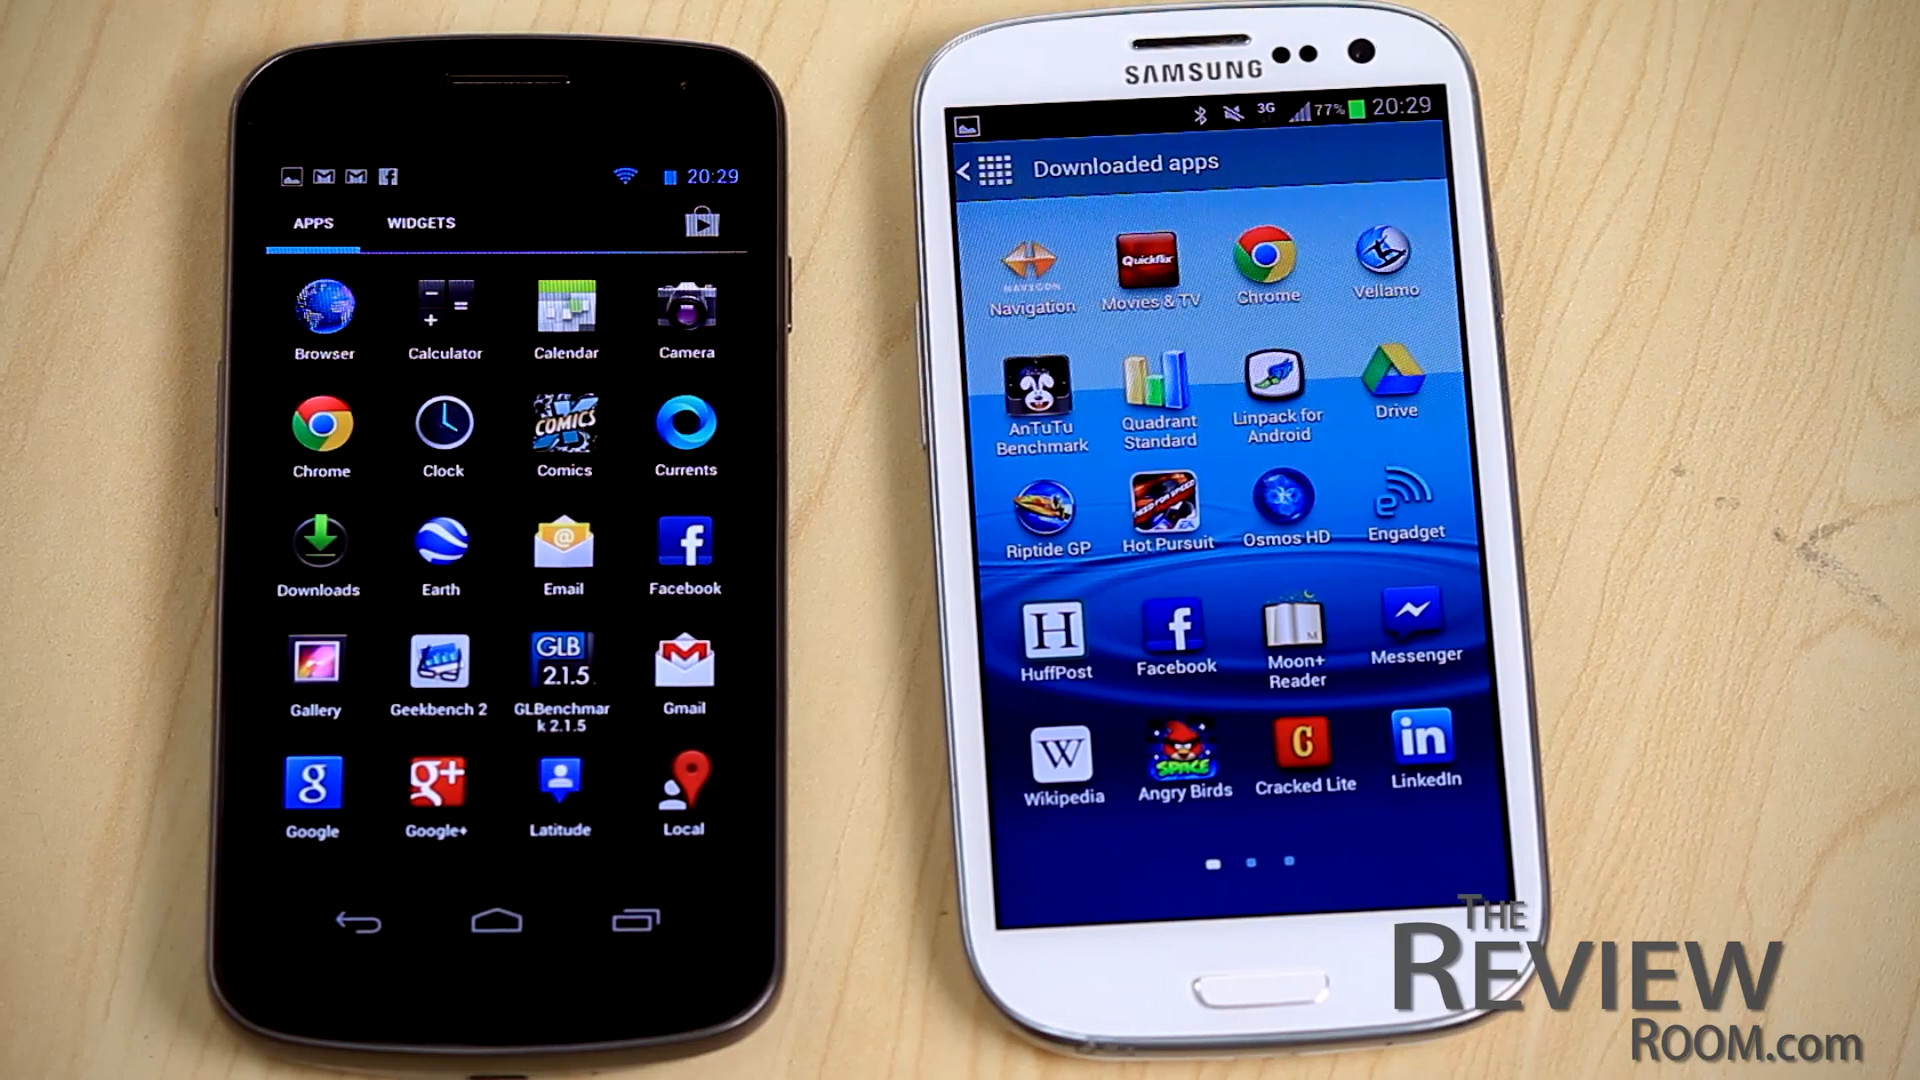 20:29
APPS WIDGETS
Browser Calculator Calendar Camera
COMICS
Chrome Clock Comics Currents
@ f
Downloads Earth Email Facebook
GLB
2.1.5
Gallery Geekbench 2 GLBenchmar
k 2.1.5 Gmail
g g+
Google Google+ Latitude Local
SAMSUNG
3G 77% 20:29
< Downloaded apps
NAVIGON Quickflix
Navigation Movies & TV Chrome Vellamo
AnTuTu
Benchmark
Quadrant
Standard
Linpack for
Android
Drive
NEED FOR SPEED EA e
Riptide GP Hot Pursuit Osmos HD Engadget
H f M
HuffPost Facebook Moon+
Reader Messenger
W SPACE C in
Wikipedia Angry Birds Cracked Lite LinkedIn
THE
REVIEW
ROOM.com